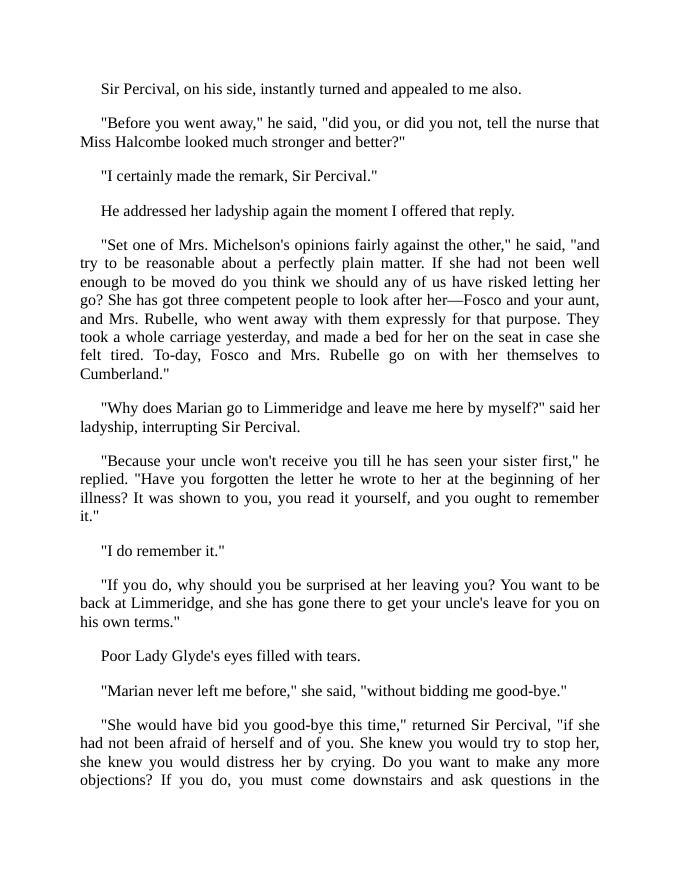 Sir Percival, on his side, instantly turned and appealed to me also.
"Before you went away," he said, "did you, or did you not, tell the nurse that
Miss Halcombe looked much stronger and better?"
"I certainly made the remark, Sir Percival."
He addressed her ladyship again the moment I offered that reply.
"Set one of Mrs. Michelson's opinions fairly against the other," he said, "and
try to be reasonable about a perfectly plain matter. If she had not been well
enough to be moved do you think we should any of us have risked letting her
go? She has got three competent people to look after her—Fosco and your aunt,
and Mrs. Rubelle, who went away with them expressly for that purpose. They
took a whole carriage yesterday, and made a bed for her on the seat in case she
felt tired. To-day, Fosco and Mrs. Rubelle go on with her themselves to
Cumberland."
"Why does Marian go to Limmeridge and leave me here by myself?" said her
ladyship, interrupting Sir Percival.
"Because your uncle won't receive you till he has seen your sister first," he
replied. "Have you forgotten the letter he wrote to her at the beginning of her
illness? It was shown to you, you read it yourself, and you ought to remember
it."
"I do remember it."
"If you do, why should you be surprised at her leaving you? You want to be
back at Limmeridge, and she has gone there to get your uncle's leave for you on
his own terms."
Poor Lady Glyde's eyes filled with tears.
"Marian never left me before," she said, "without bidding me good-bye."
"She would have bid you good-bye this time," returned Sir Percival, "if she
had not been afraid of herself and of you. She knew you would try to stop her,
she knew you would distress her by crying. Do you want to make any more
objections? If you do, you must come downstairs and ask questions in the